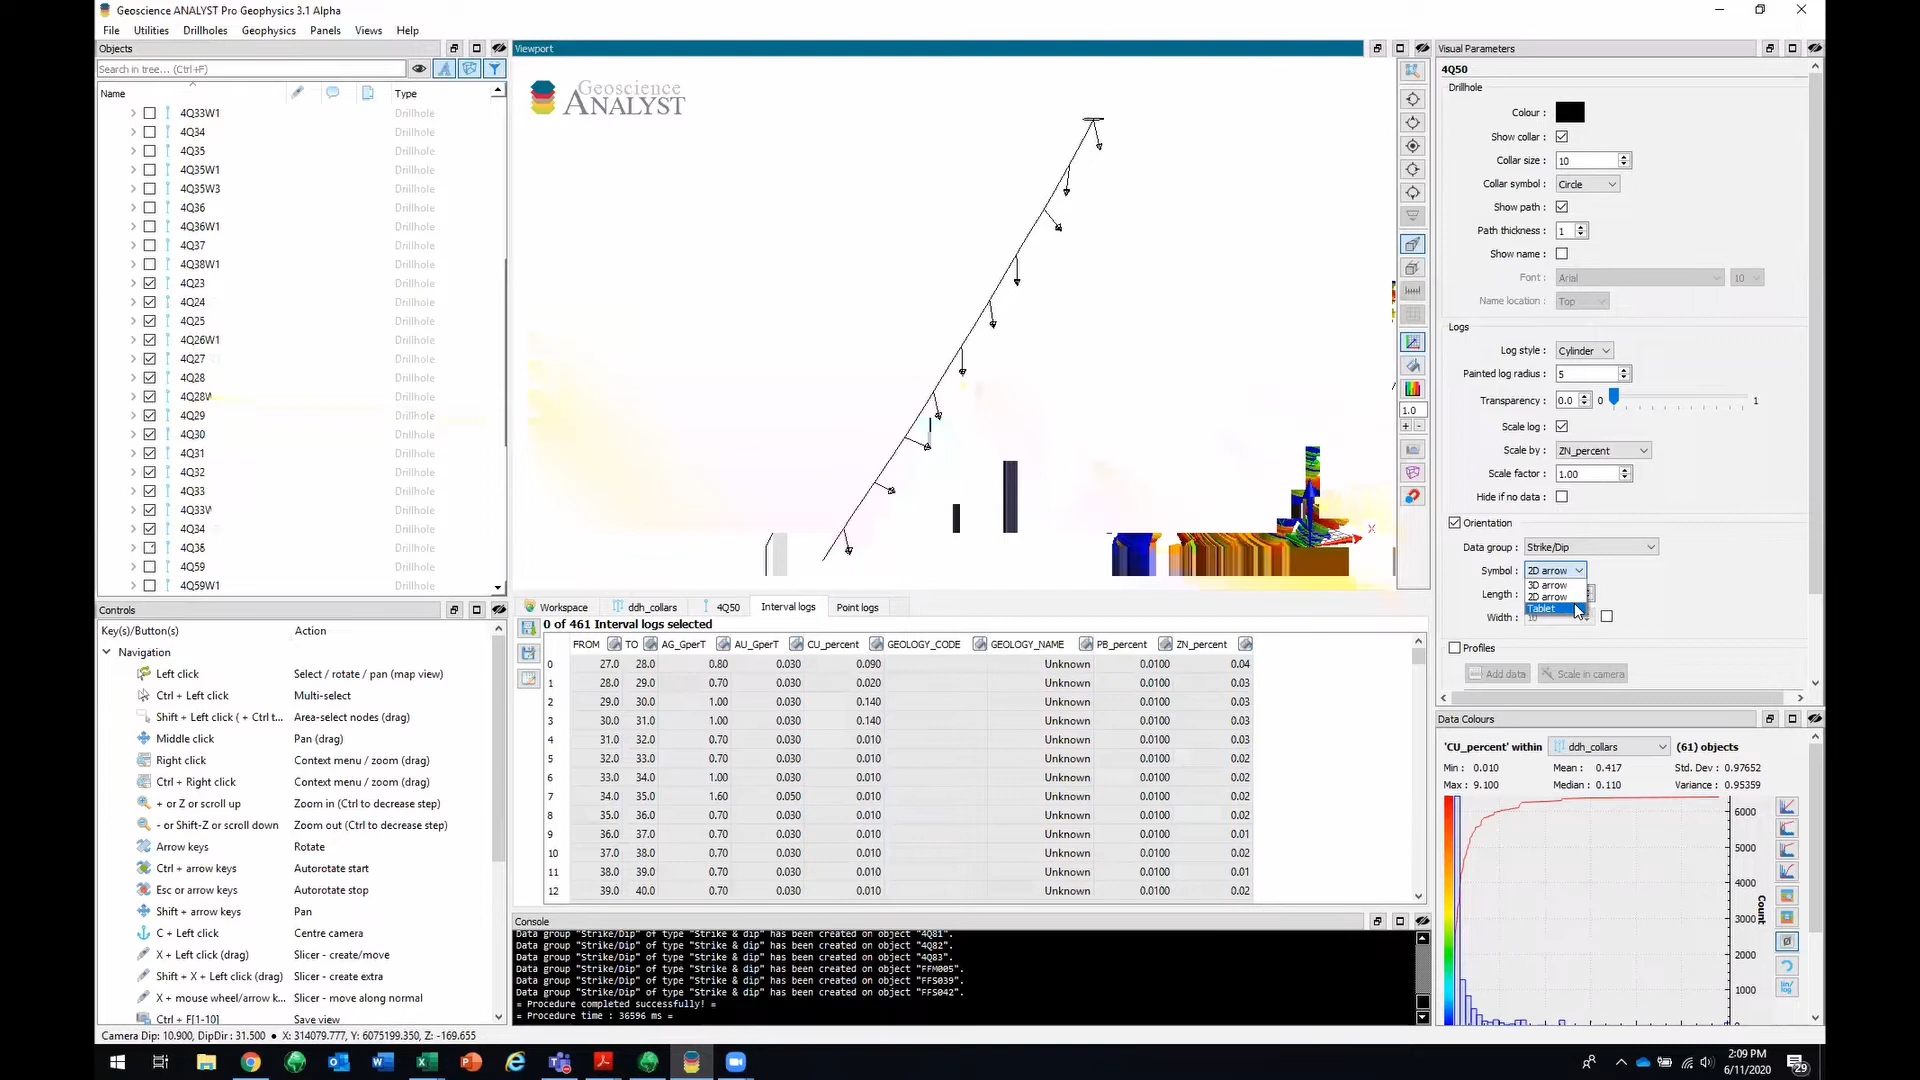 Geoscience ANALYST Pro Geophysics 3.1 Alpha
File Utilities Drillholes Geophysics Panels Views Help
Objects
Search in tree... (Ctrl+F)
Name Type
4Q33W1 Drillhole
4Q34 Drillhole
4Q35 Drillhole
4Q35W1 Drillhole
4Q35W3 Drillhole
4Q36 Drillhole
4Q36W1 Drillhole
4Q37 Drillhole
4Q38W1 Drillhole
4Q23 Drillhole
4Q24 Drillhole
4Q25 Drillhole
4Q26W1 Drillhole
4Q27 Drillhole
4Q28 Drillhole
4Q28W Drillhole
4Q29 Drillhole
4Q30 Drillhole
4Q31 Drillhole
4Q32 Drillhole
4Q33 Drillhole
4Q33W Drillhole
4Q34 Drillhole
Drillhole
4Q59 Drillhole
4Q59W1 Drillhole
Controls
Key(s)/Button(s) Action
Navigation
Left click Select / rotate / pan (map view)
Ctrl + Left click Multi-select
Shift + Left click ( + Ctrl t... Area-select nodes (drag)
Middle click Pan (drag)
Right click Context menu / zoom (drag)
Ctrl + Right click Context menu / zoom (drag)
+ or Z or scroll up Zoom in (Ctrl to decrease step)
- or Shift-Z or scroll down Zoom out (Ctrl to decrease step)
Arrow keys Rotate
Ctrl + arrow keys Autorotate start
Esc or arrow keys Autorotate stop
Shift + arrow keys Pan
C + Left click Centre camera
X + Left click (drag) Slicer - create/move
Shift + X + Left click (drag) Slicer - create extra
X + mouse wheel/arrow k... Slicer - move along normal
Ctrl + F[1-10] Save view
Camera Dip: 10.900, DipDir: 31.500 • X: 314079.777, Y: 6075199.350, Z: -169.655
Viewport
Geoscience
ANALYST
X
1.0
+ -
Workspace ddh_collars 4Q50 Interval logs Point logs
0 of 461 Interval logs selected
FROM TO AG_GperT AU_GperT CU_percent GEOLOGY_CODE GEOLOGY_NAME PB_percent ZN_percent
0 27.0 28.0 0.80 0.030 0.090 Unknown 0.0100 0.04
1 28.0 29.0 0.70 0.030 0.020 Unknown 0.0100 0.03
2 29.0 30.0 1.00 0.030 0.140 Unknown 0.0100 0.03
3 30.0 31.0 1.00 0.030 0.140 Unknown 0.0100 0.03
4 31.0 32.0 0.70 0.030 0.010 Unknown 0.0100 0.03
5 32.0 33.0 0.70 0.030 0.010 Unknown 0.0100 0.02
6 33.0 34.0 1.00 0.030 0.010 Unknown 0.0100 0.02
7 34.0 35.0 1.60 0.050 0.010 Unknown 0.0100 0.02
8 35.0 36.0 0.70 0.030 0.010 Unknown 0.0100 0.02
9 36.0 37.0 0.70 0.030 0.010 Unknown 0.0100 0.01
10 37.0 38.0 0.70 0.030 0.010 Unknown 0.0100 0.02
11 38.0 39.0 0.70 0.030 0.010 Unknown 0.0100 0.01
12 39.0 40.0 0.70 0.030 0.010 Unknown 0.0100 0.02
Console
Data group "Strike/Dip" of type "Strike & dip" has been created on object "4Q81".
Data group "Strike/Dip" of type "Strike & dip" has been created on object "4Q82".
Data group "Strike/Dip" of type "Strike & dip" has been created on object "4Q83".
Data group "Strike/Dip" of type "Strike & dip" has been created on object "FFM005".
Data group "Strike/Dip" of type "Strike & dip" has been created on object "FFS039".
Data group "Strike/Dip" of type "Strike & dip" has been created on object "FFS042".
= Procedure completed successfully! =
= Procedure time : 36596 ms =
Visual Parameters
4Q50
Drillhole
Colour :
Show collar :
Collar size : 10
Collar symbol : Circle
Show path :
Path thickness : 1
Show name :
Font : Arial 10
Name location : Top
Logs
Log style : Cylinder
Painted log radius : 5
Transparency : 0.0 0 1
Scale log :
Scale by : ZN_percent
Scale factor : 1.00
Hide if no data :
Orientation
Data group : Strike/Dip
Symbol : 2D arrow
3D arrow
Length : 2D arrow
Tablet
Width : 10
Profiles
Add data Scale in camera
Data Colours
'CU_percent' within ddh_collars (61) objects
Min : 0.010 Mean : 0.417 Std. Dev : 0.97652
Max : 9.100 Median : 0.110 Variance : 0.95359
6000
5000
4000
3000
2000
1000
Count
lin/
log
2:09 PM
6/11/2020
29